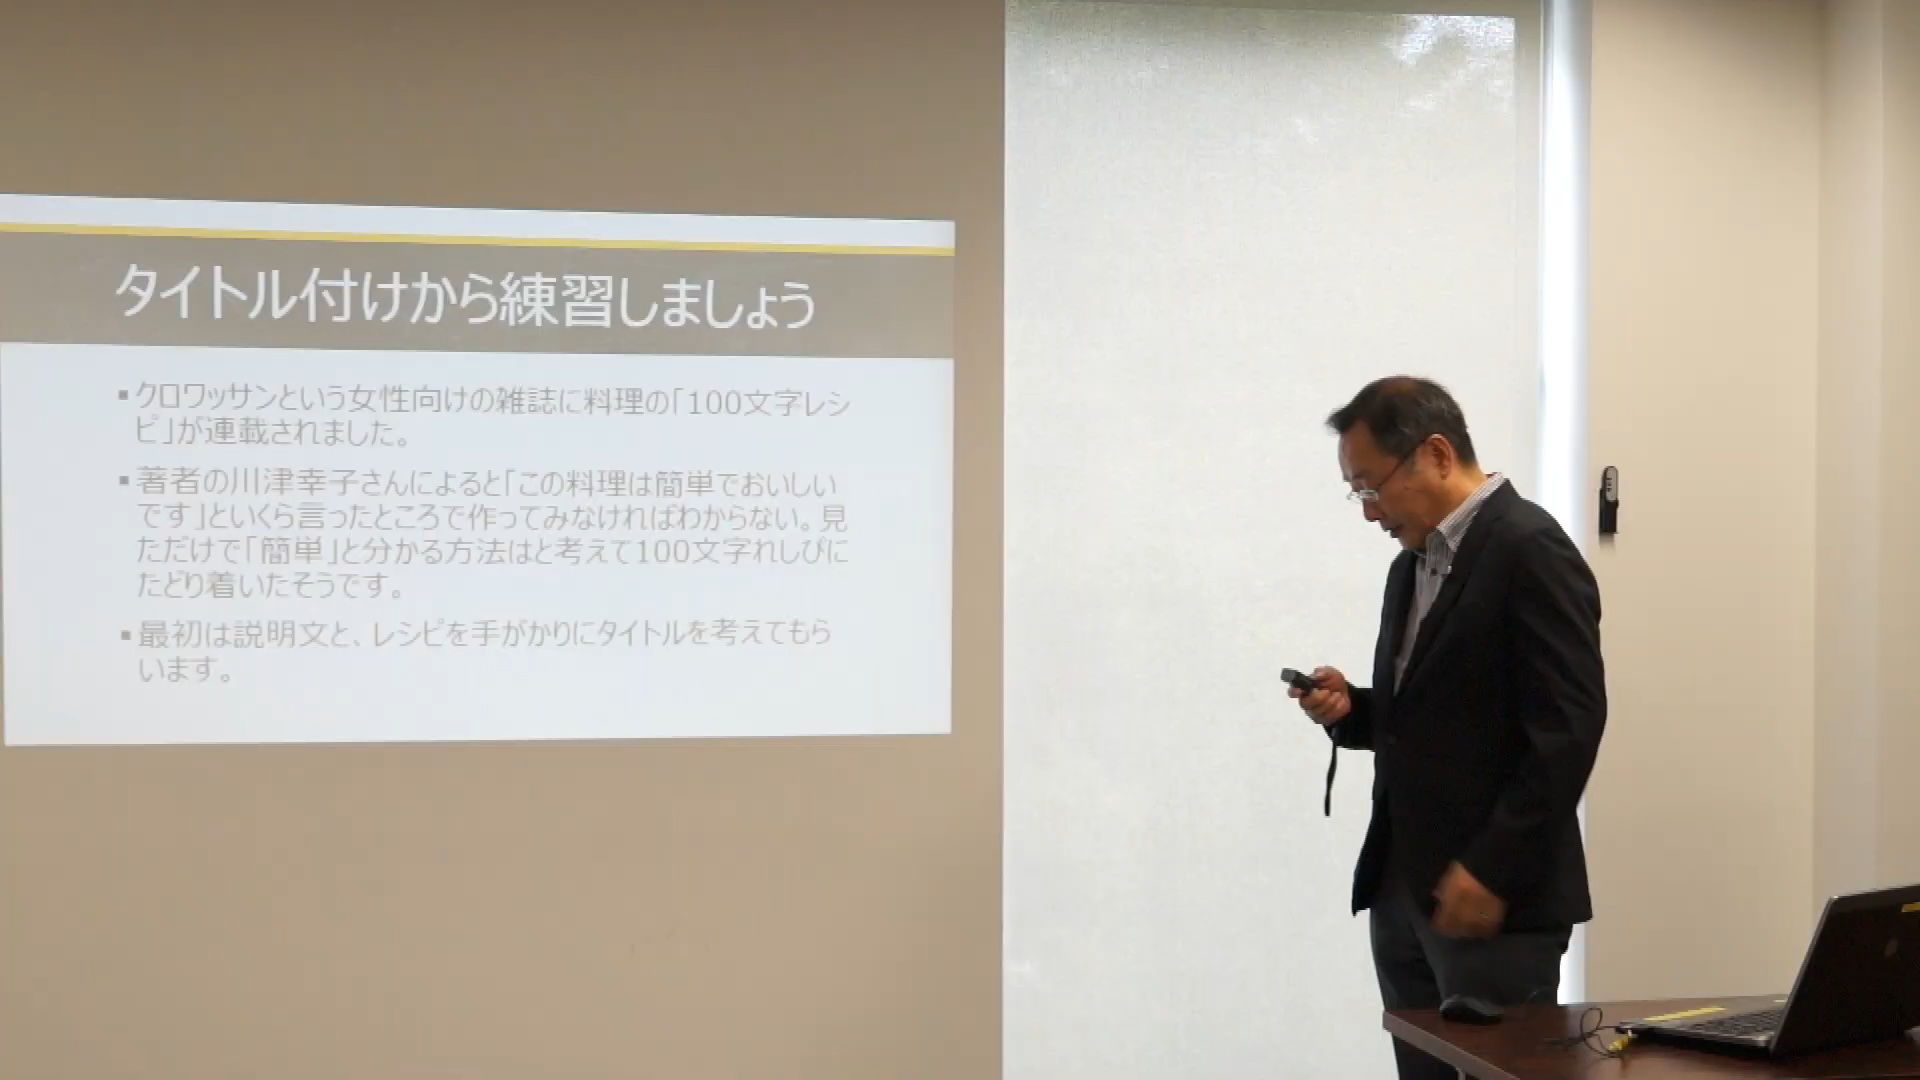 タイトル付けから練習しましょう
▪クロワッサンという女性向けの雑誌に料理の「100文字レシ
ピ」が連載されました。
▪著者の川津幸子さんによると「この料理は簡単でおいしい
です」といくら言ったところで作ってみなければわからない。見
ただけで「簡単」と分かる方法はと考えて100文字れしぴに
たどり着いたそうです。
▪最初は説明文と、レシピを手がかりにタイトルを考えてもら
います。